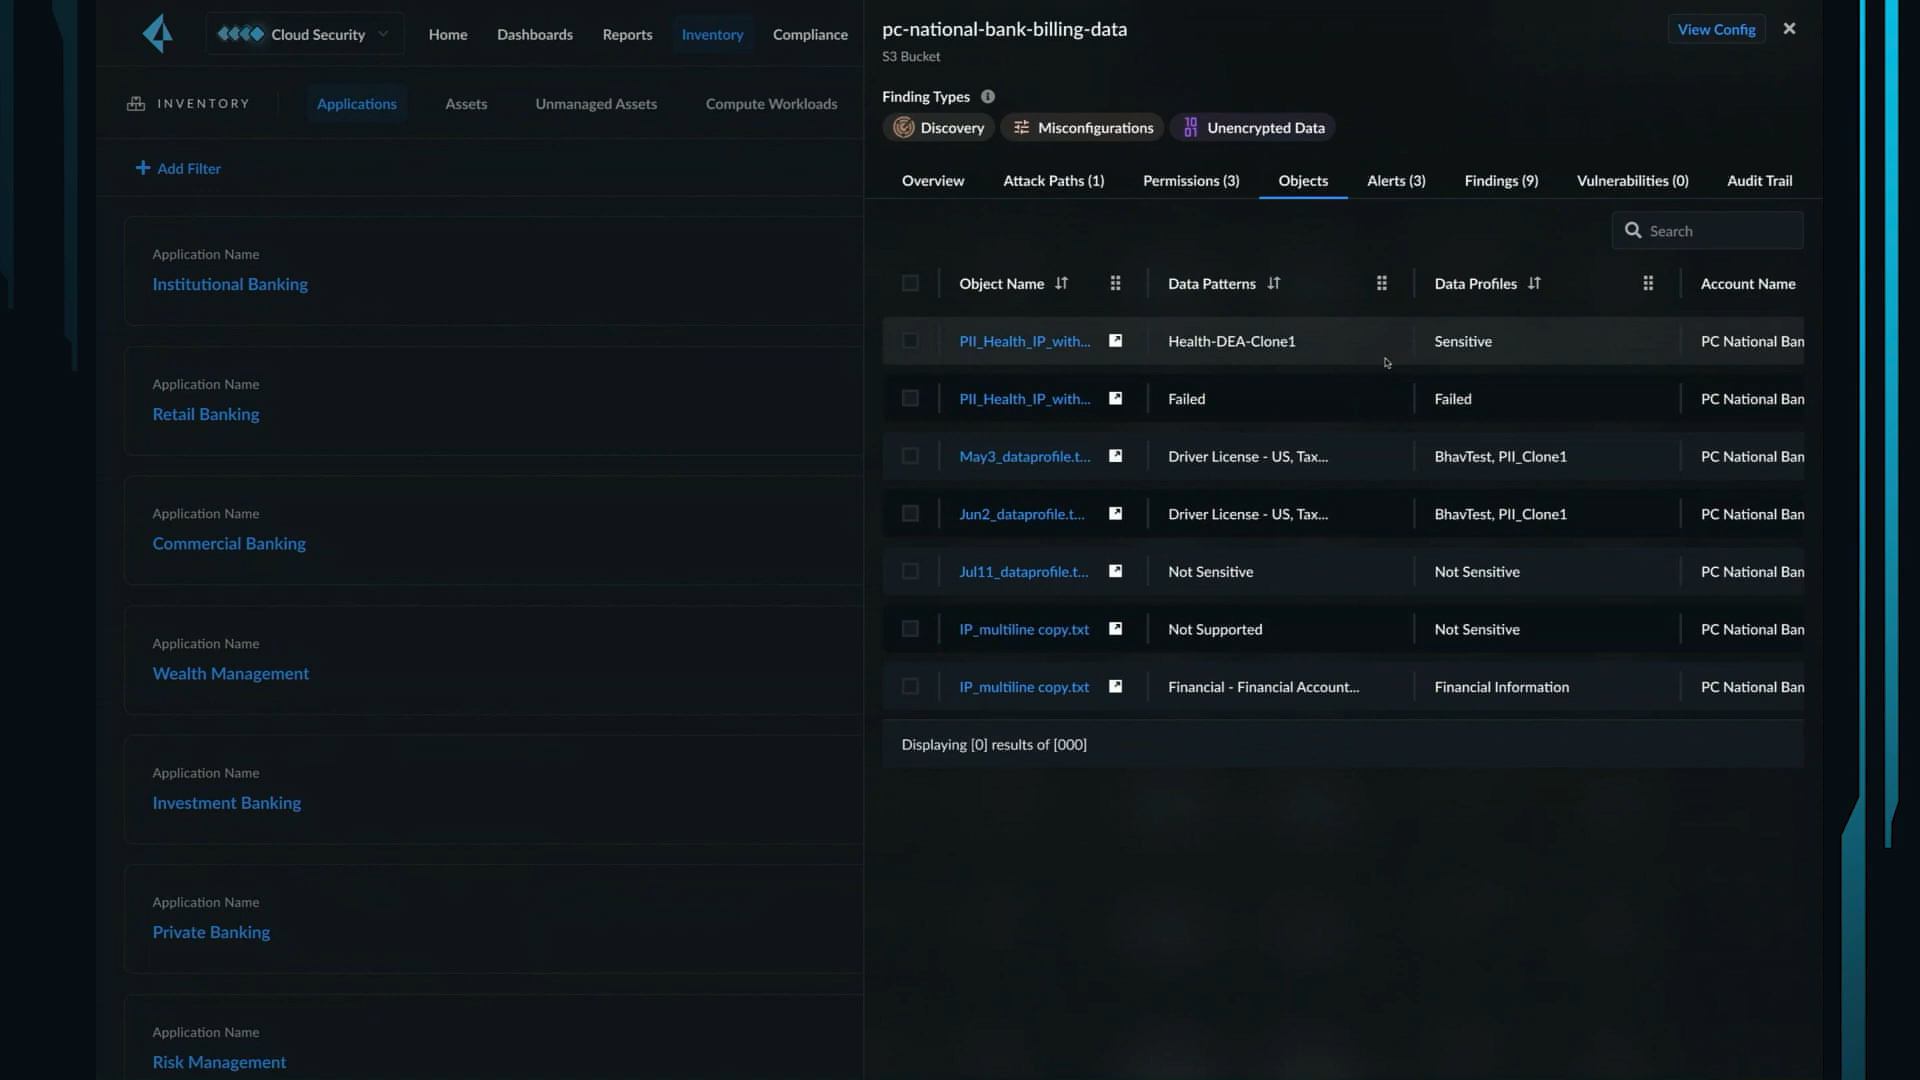 Cloud Security
Home
Dashboards
Reports
Inventory
Compliance
INVENTORY
Applications
Assets
Unmanaged Assets
Compute Workloads
Add Filter
Application Name
Institutional Banking
Application Name
Retail Banking
Application Name
Commercial Banking
Application Name
Wealth Management
Application Name
Investment Banking
Application Name
Private Banking
Application Name
Risk Management
pc-national-bank-billing-data
View Config
S3 Bucket
Finding Types
Discovery
Misconfigurations
Unencrypted Data
Overview
Attack Paths (1)
Permissions (3)
Objects
Alerts (3)
Findings (9)
Vulnerabilities (0)
Audit Trail
Search
Object Name Data Patterns Data Profiles Account Name
PII_Health_IP_with... Health-DEA-Clone1 Sensitive PC National Ban
PII_Health_IP_with... Failed Failed PC National Ban
May3_dataprofile.t... Driver License - US, Tax... BhavTest, PII_Clone1 PC National Ban
Jun2_dataprofile.t... Driver License - US, Tax... BhavTest, PII_Clone1 PC National Ban
Jul11_dataprofile.t... Not Sensitive Not Sensitive PC National Ban
IP_multiline copy.txt Not Supported Not Sensitive PC National Ban
IP_multiline copy.txt Financial - Financial Account... Financial Information PC National Ban
Displaying [0] results of [000]